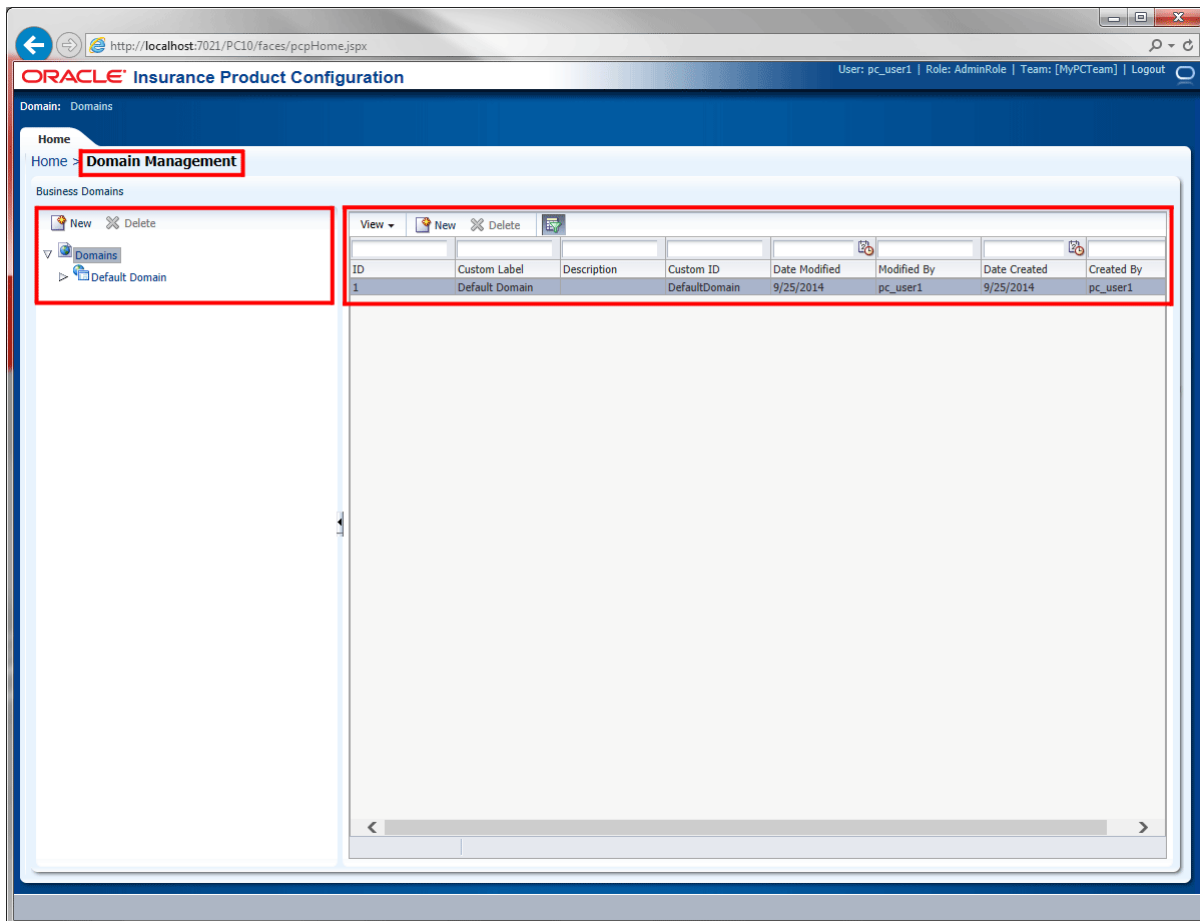 http://localhost:7021/PC10/faces/pcpHome.jspx
ORACLE Insurance Product Configuration
User: pc_user1 | Role: AdminRole | Team: [MyPCTeam] | Logout
Domain: Domains
Home
Home > Domain Management
Business Domains
New Delete
Domains
Default Domain
View New Delete
ID Custom Label Description Custom ID Date Modified Modified By Date Created Created By
1 Default Domain DefaultDomain 9/25/2014 pc_user1 9/25/2014 pc_user1